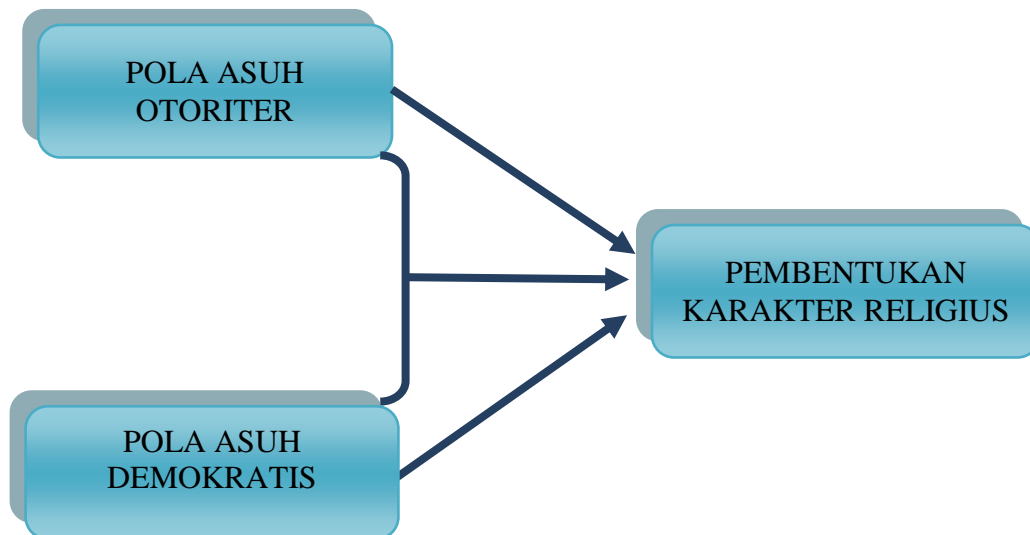 POLA ASUH
OTORITER
PEMBENTUKAN
KARAKTER RELIGIUS
POLA ASUH
DEMOKRATIS